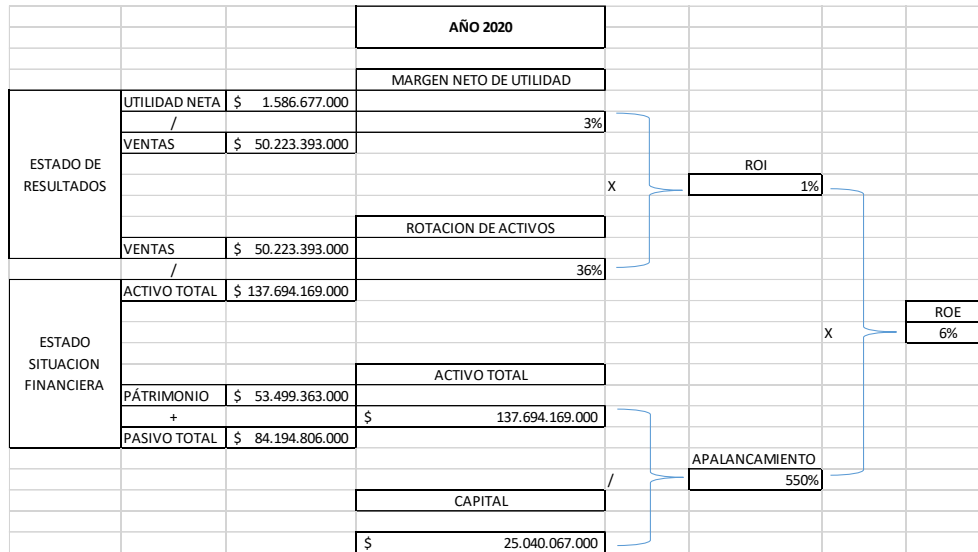 AÑO 2020
MARGEN NETO DE UTILIDAD
UTILIDAD NETA $ 1.586.677.000
/ 3%
VENTAS $ 50.223.393.000
ESTADO DE
RESULTADOS
ROI
X 1%
ROTACION DE ACTIVOS
VENTAS $ 50.223.393.000
/ 36%
ACTIVO TOTAL $ 137.694.169.000
ROE
X 6%
ESTADO
SITUACION
FINANCIERA
ACTIVO TOTAL
PÁTRIMONIO $ 53.499.363.000
+ $ 137.694.169.000
PASIVO TOTAL $ 84.194.806.000
APALANCAMIENTO
/ 550%
CAPITAL
$ 25.040.067.000